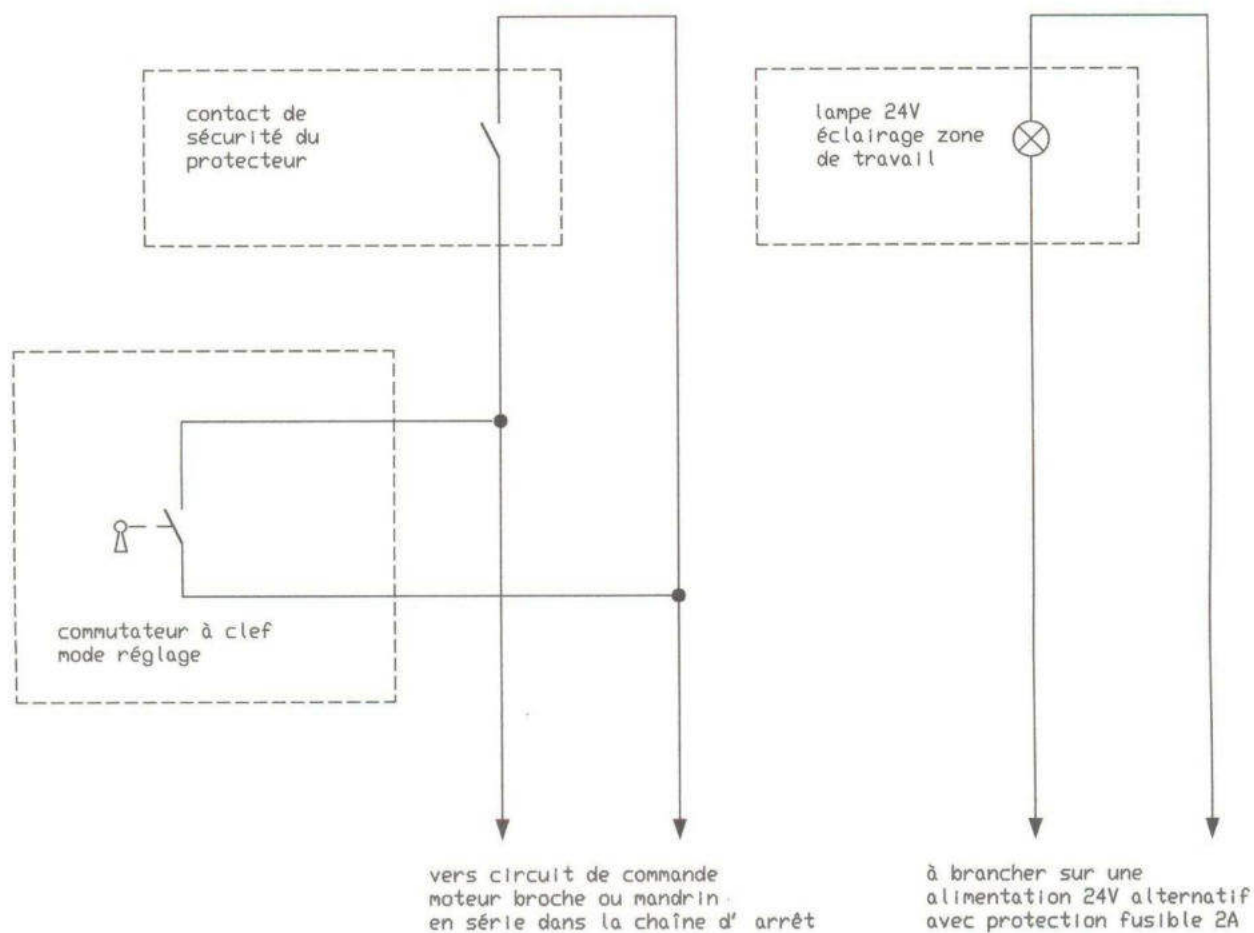 contact de
sécurité du
protecteur
lampe 24V
éclairage zone
de travail
commutateur à clef
mode réglage
vers circuit de commande
moteur broche ou mandrin
en série dans la chaîne d' arrêt
à brancher sur une
alimentation 24V alternatif
avec protection fusible 2A